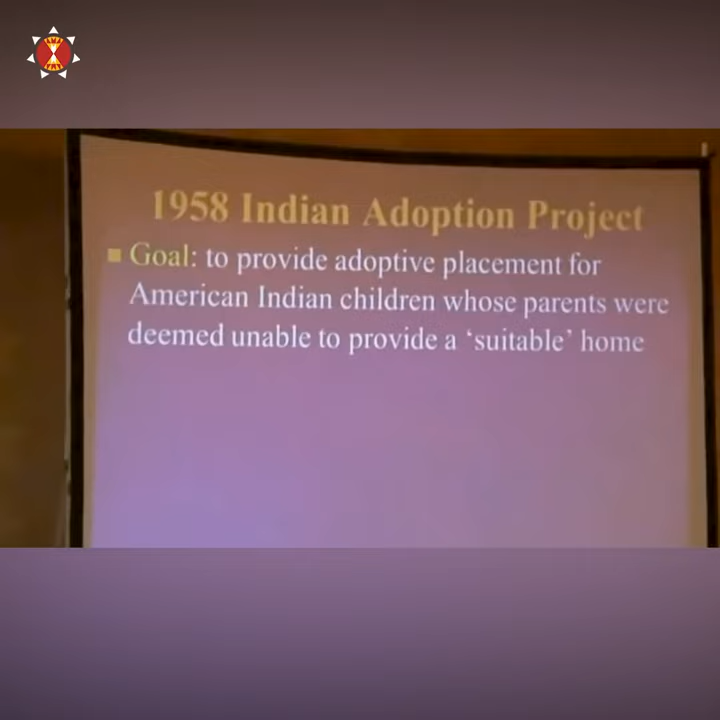 1958 Indian Adoption Project
■ Goal: to provide adoptive placement for
American Indian children whose parents were
deemed unable to provide a ‘suitable’ home